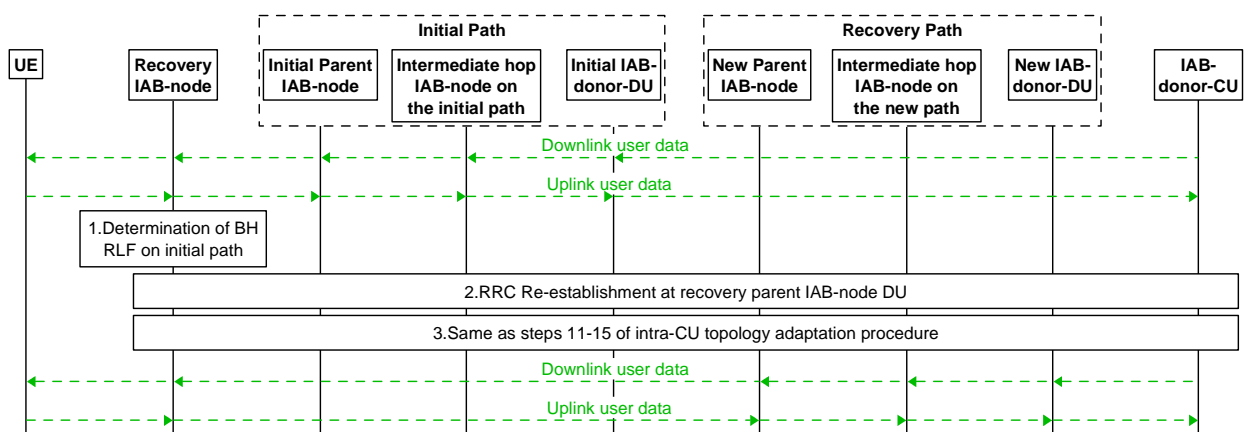 Initial Path
Recovery Path
UE
Recovery
IAB-node
Initial Parent
IAB-node
Intermediate hop
IAB-node on
the initial path
Initial IAB-
donor-DU
New Parent
IAB-node
Intermediate hop
IAB-node on
the new path
New IAB-
donor-DU
IAB-
donor-CU
Downlink user data
Uplink user data
1.Determination of BH
RLF on initial path
2.RRC Re-establishment at recovery parent IAB-node DU
3.Same as steps 11-15 of intra-CU topology adaptation procedure
Downlink user data
Uplink user data